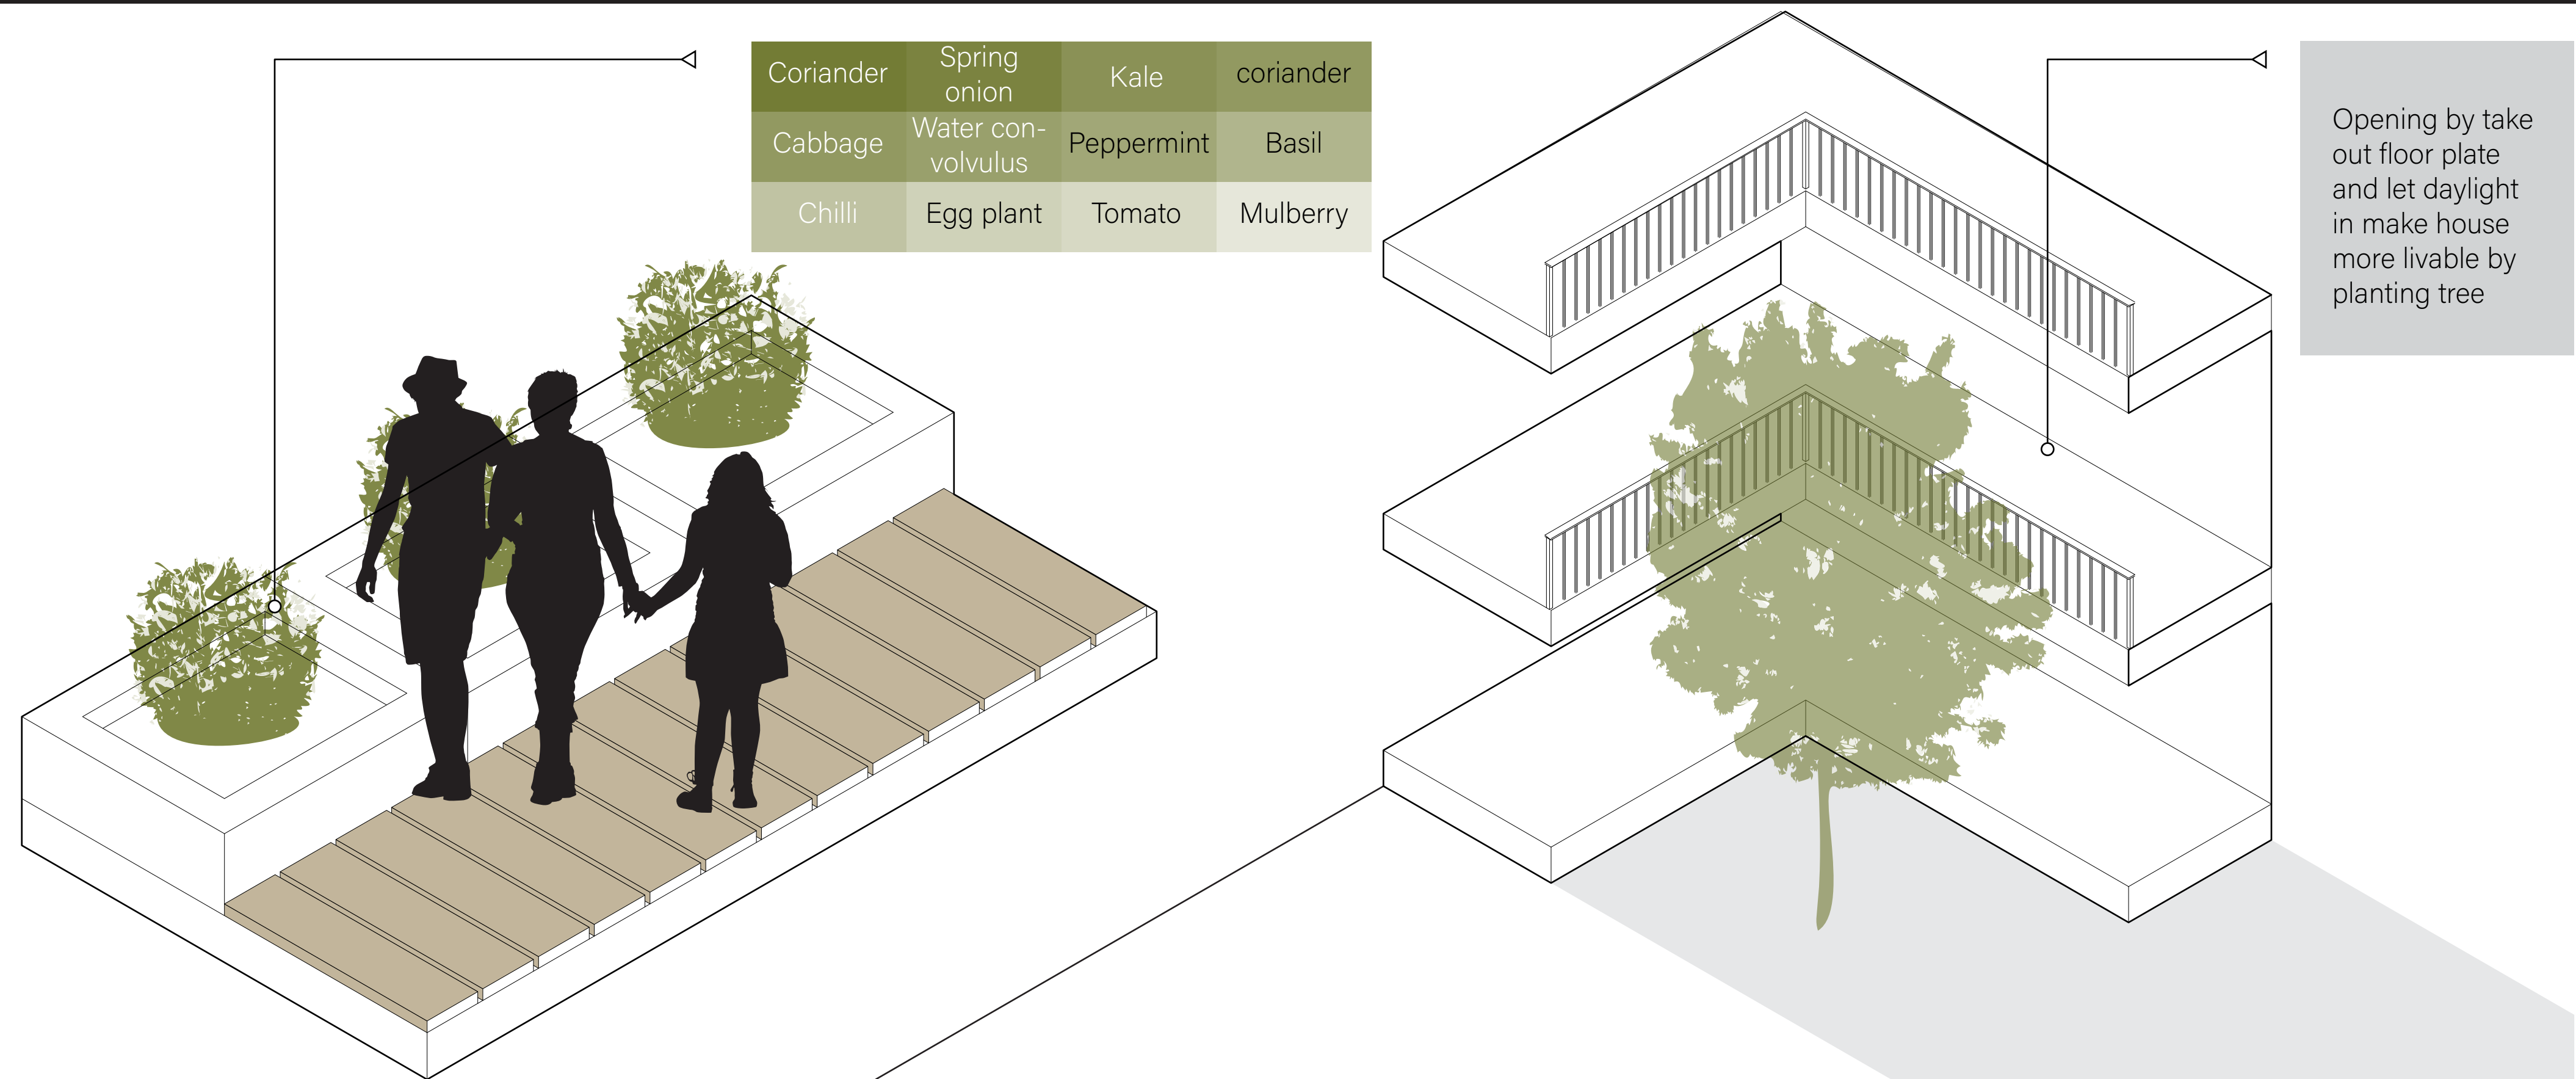 Coriander
Spring
onion
Kale
coriander
Cabbage
Water con-
volvulus
Peppermint
Basil
Chilli
Egg plant
Tomato
Mulberry
Opening by take
out floor plate
and let daylight
in make house
more livable by
planting tree